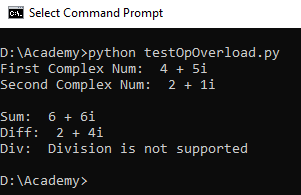 Select Command Prompt
D:\Academy>python testOpOverload.py
First Complex Num:  4 + 5i
Second Complex Num:  2 + 1i
Sum:  6 + 6i
Diff:  2 + 4i
Div:  Division is not supported
D:\Academy>